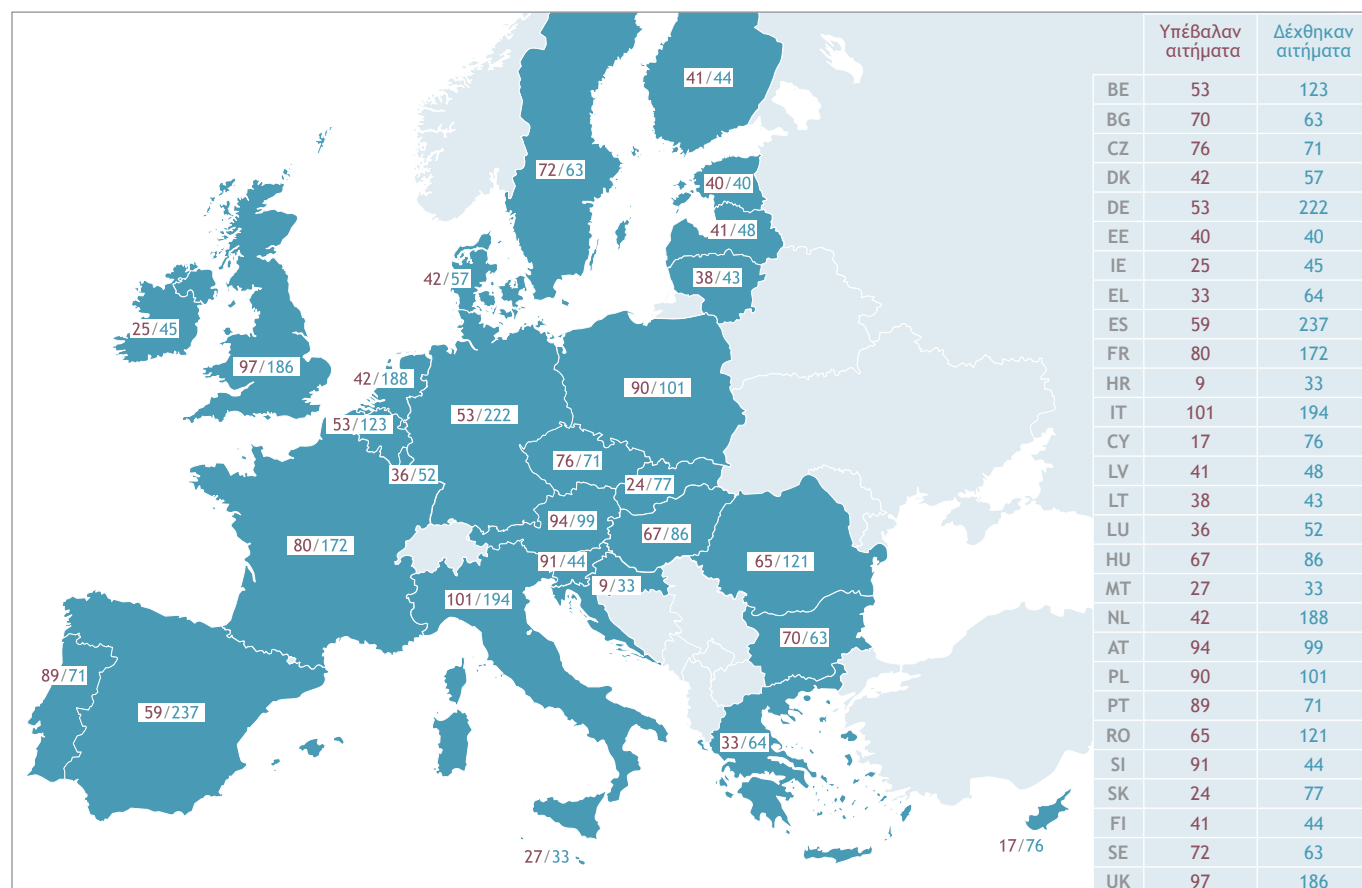 41/44
72/63
40/40
41/48
38/43
42/57
25/45
97/186
42/188
53/123
53/222
90/101
36/52
76/71
24/77
94/99
67/86
80/172
91/44
9/33
65/121
101/194
70/63
89/71
59/237
33/64
27/33
17/76
Υπέβαλαν αιτήματα
Δέχθηκαν αιτήματα
BE 53 123
BG 70 63
CZ 76 71
DK 42 57
DE 53 222
EE 40 40
IE 25 45
EL 33 64
ES 59 237
FR 80 172
HR 9 33
IT 101 194
CY 17 76
LV 41 48
LT 38 43
LU 36 52
HU 67 86
MT 27 33
NL 42 188
AT 94 99
PL 90 101
PT 89 71
RO 65 121
SI 91 44
SK 24 77
FI 41 44
SE 72 63
UK 97 186